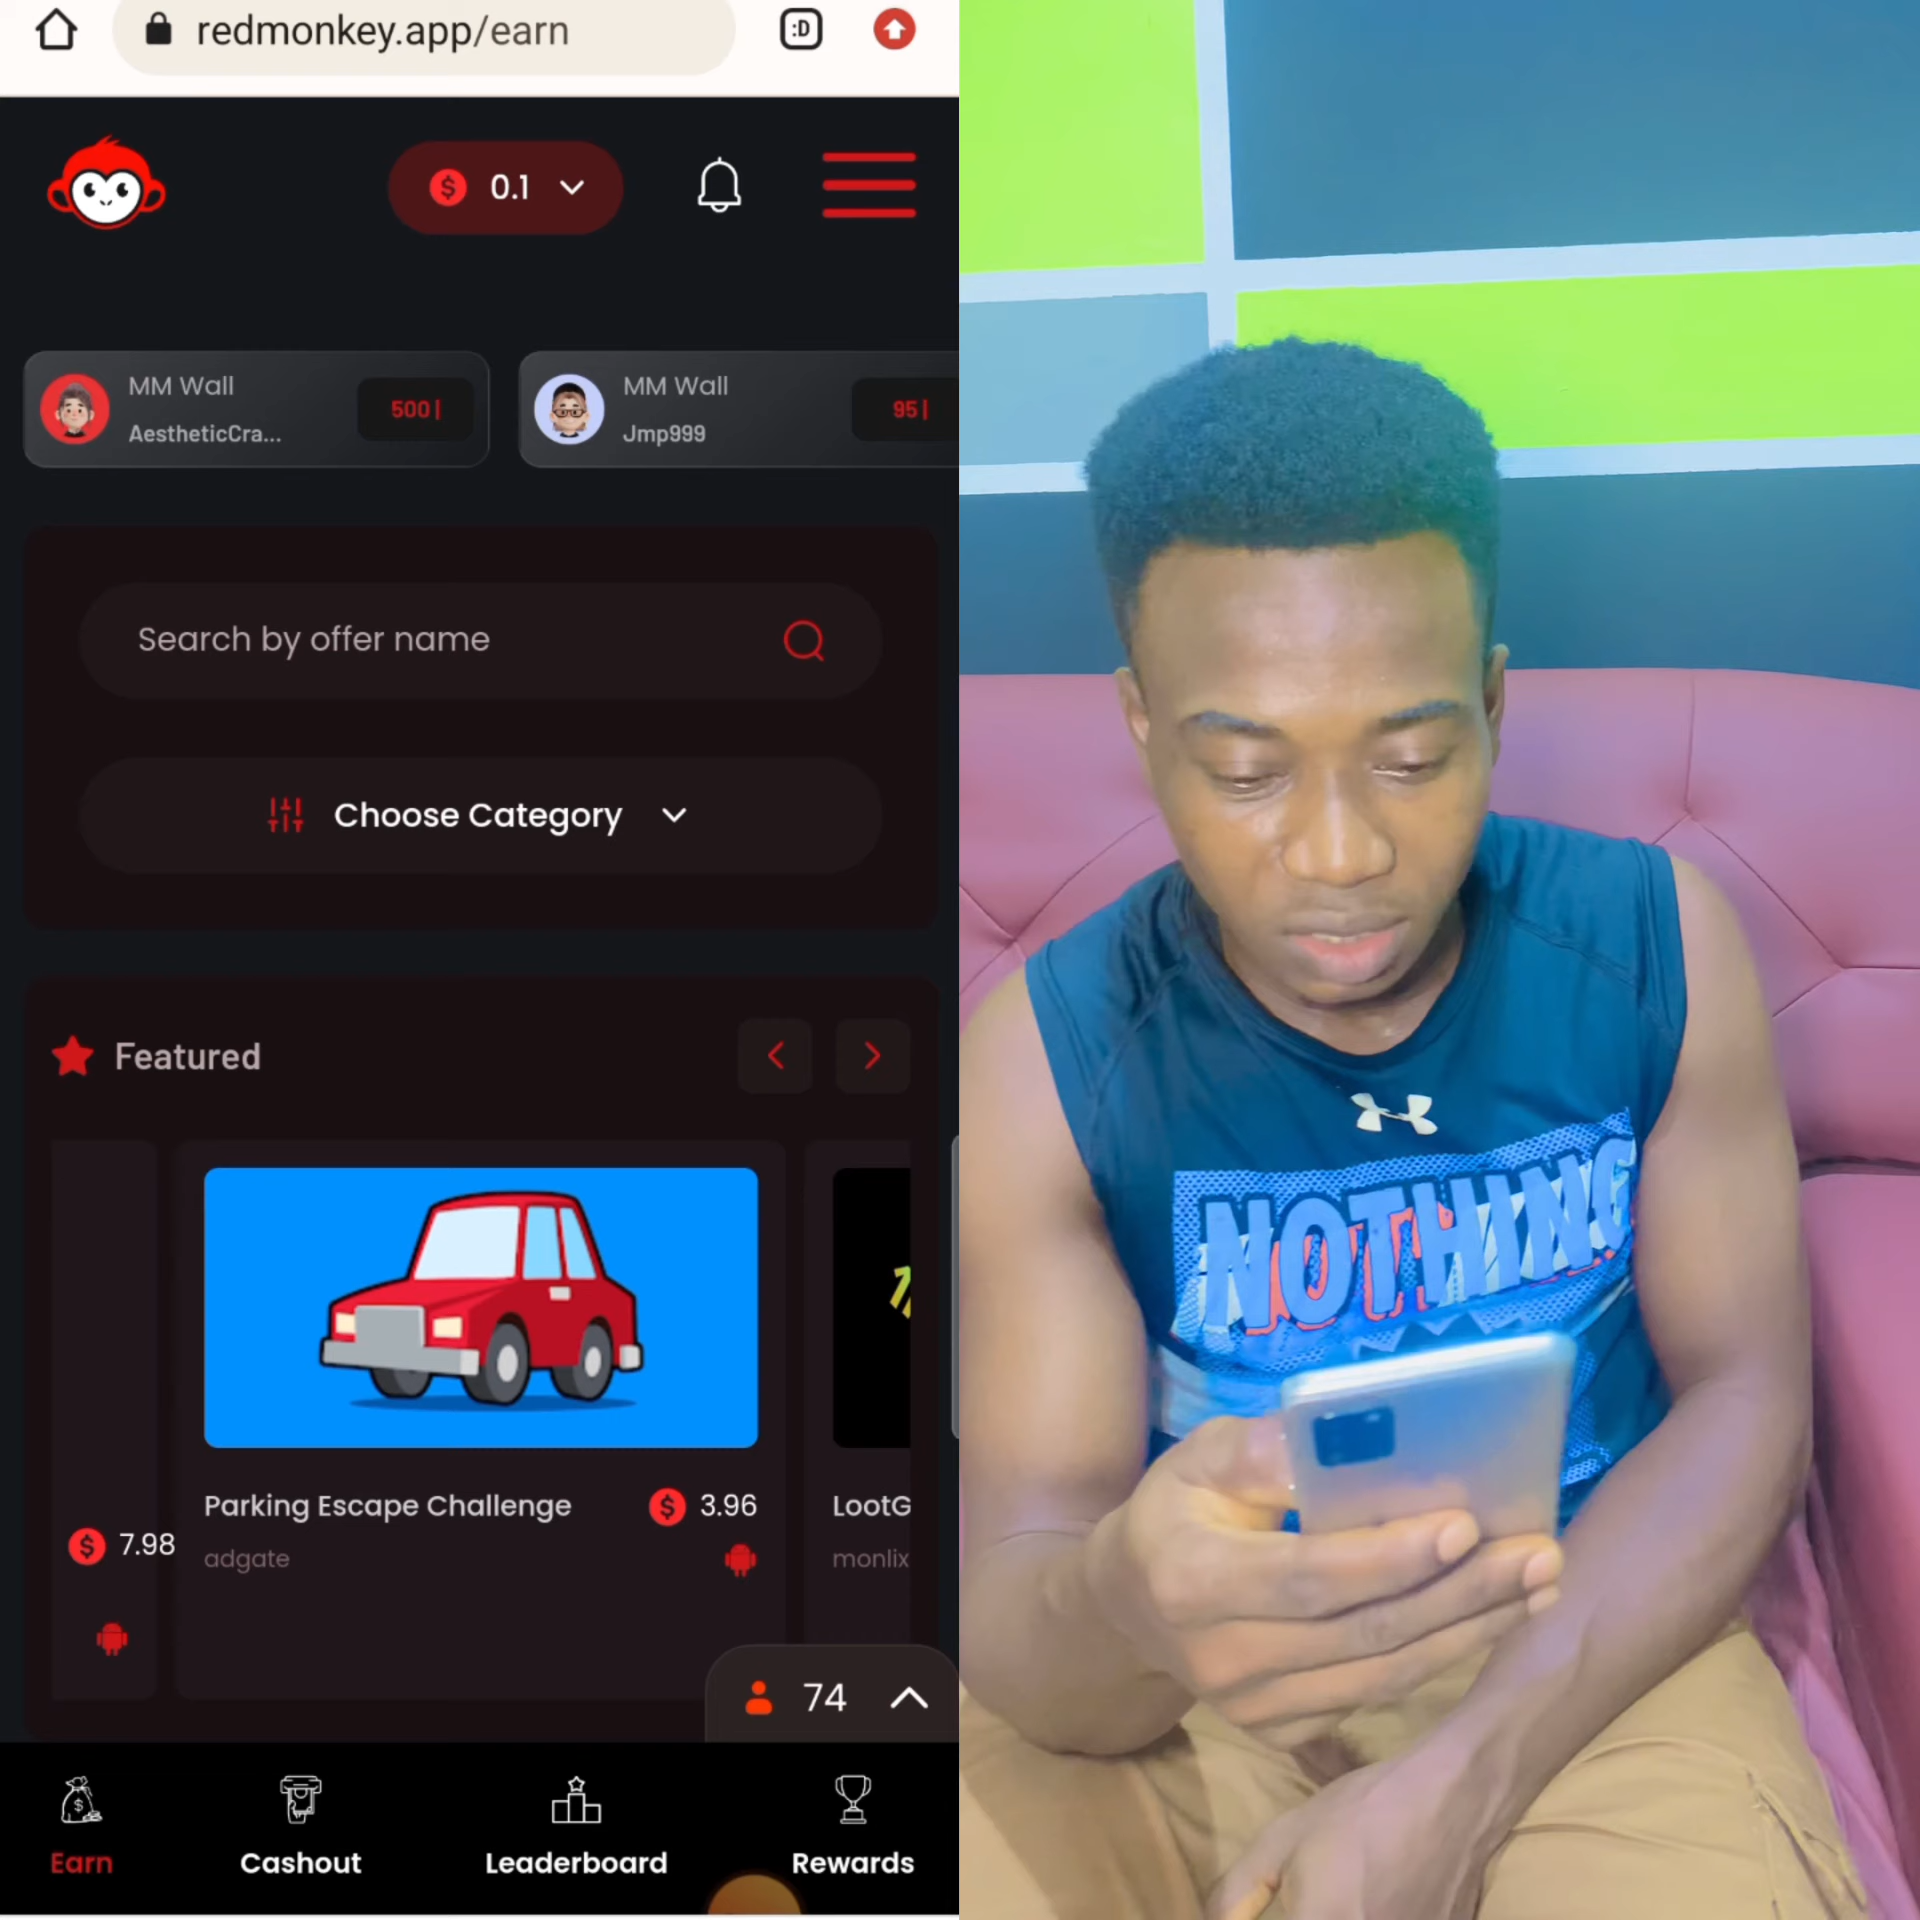 redmonkey.app/earn
:D
$ 0.1
MM Wall
AestheticCra...
500
MM Wall
Jmp999
95
Search by offer name
Choose Category
Featured
Parking Escape Challenge
$ 3.96
adgate
$ 7.98
LootG
monlix
74
Earn
Cashout
Leaderboard
Rewards
NOTHING